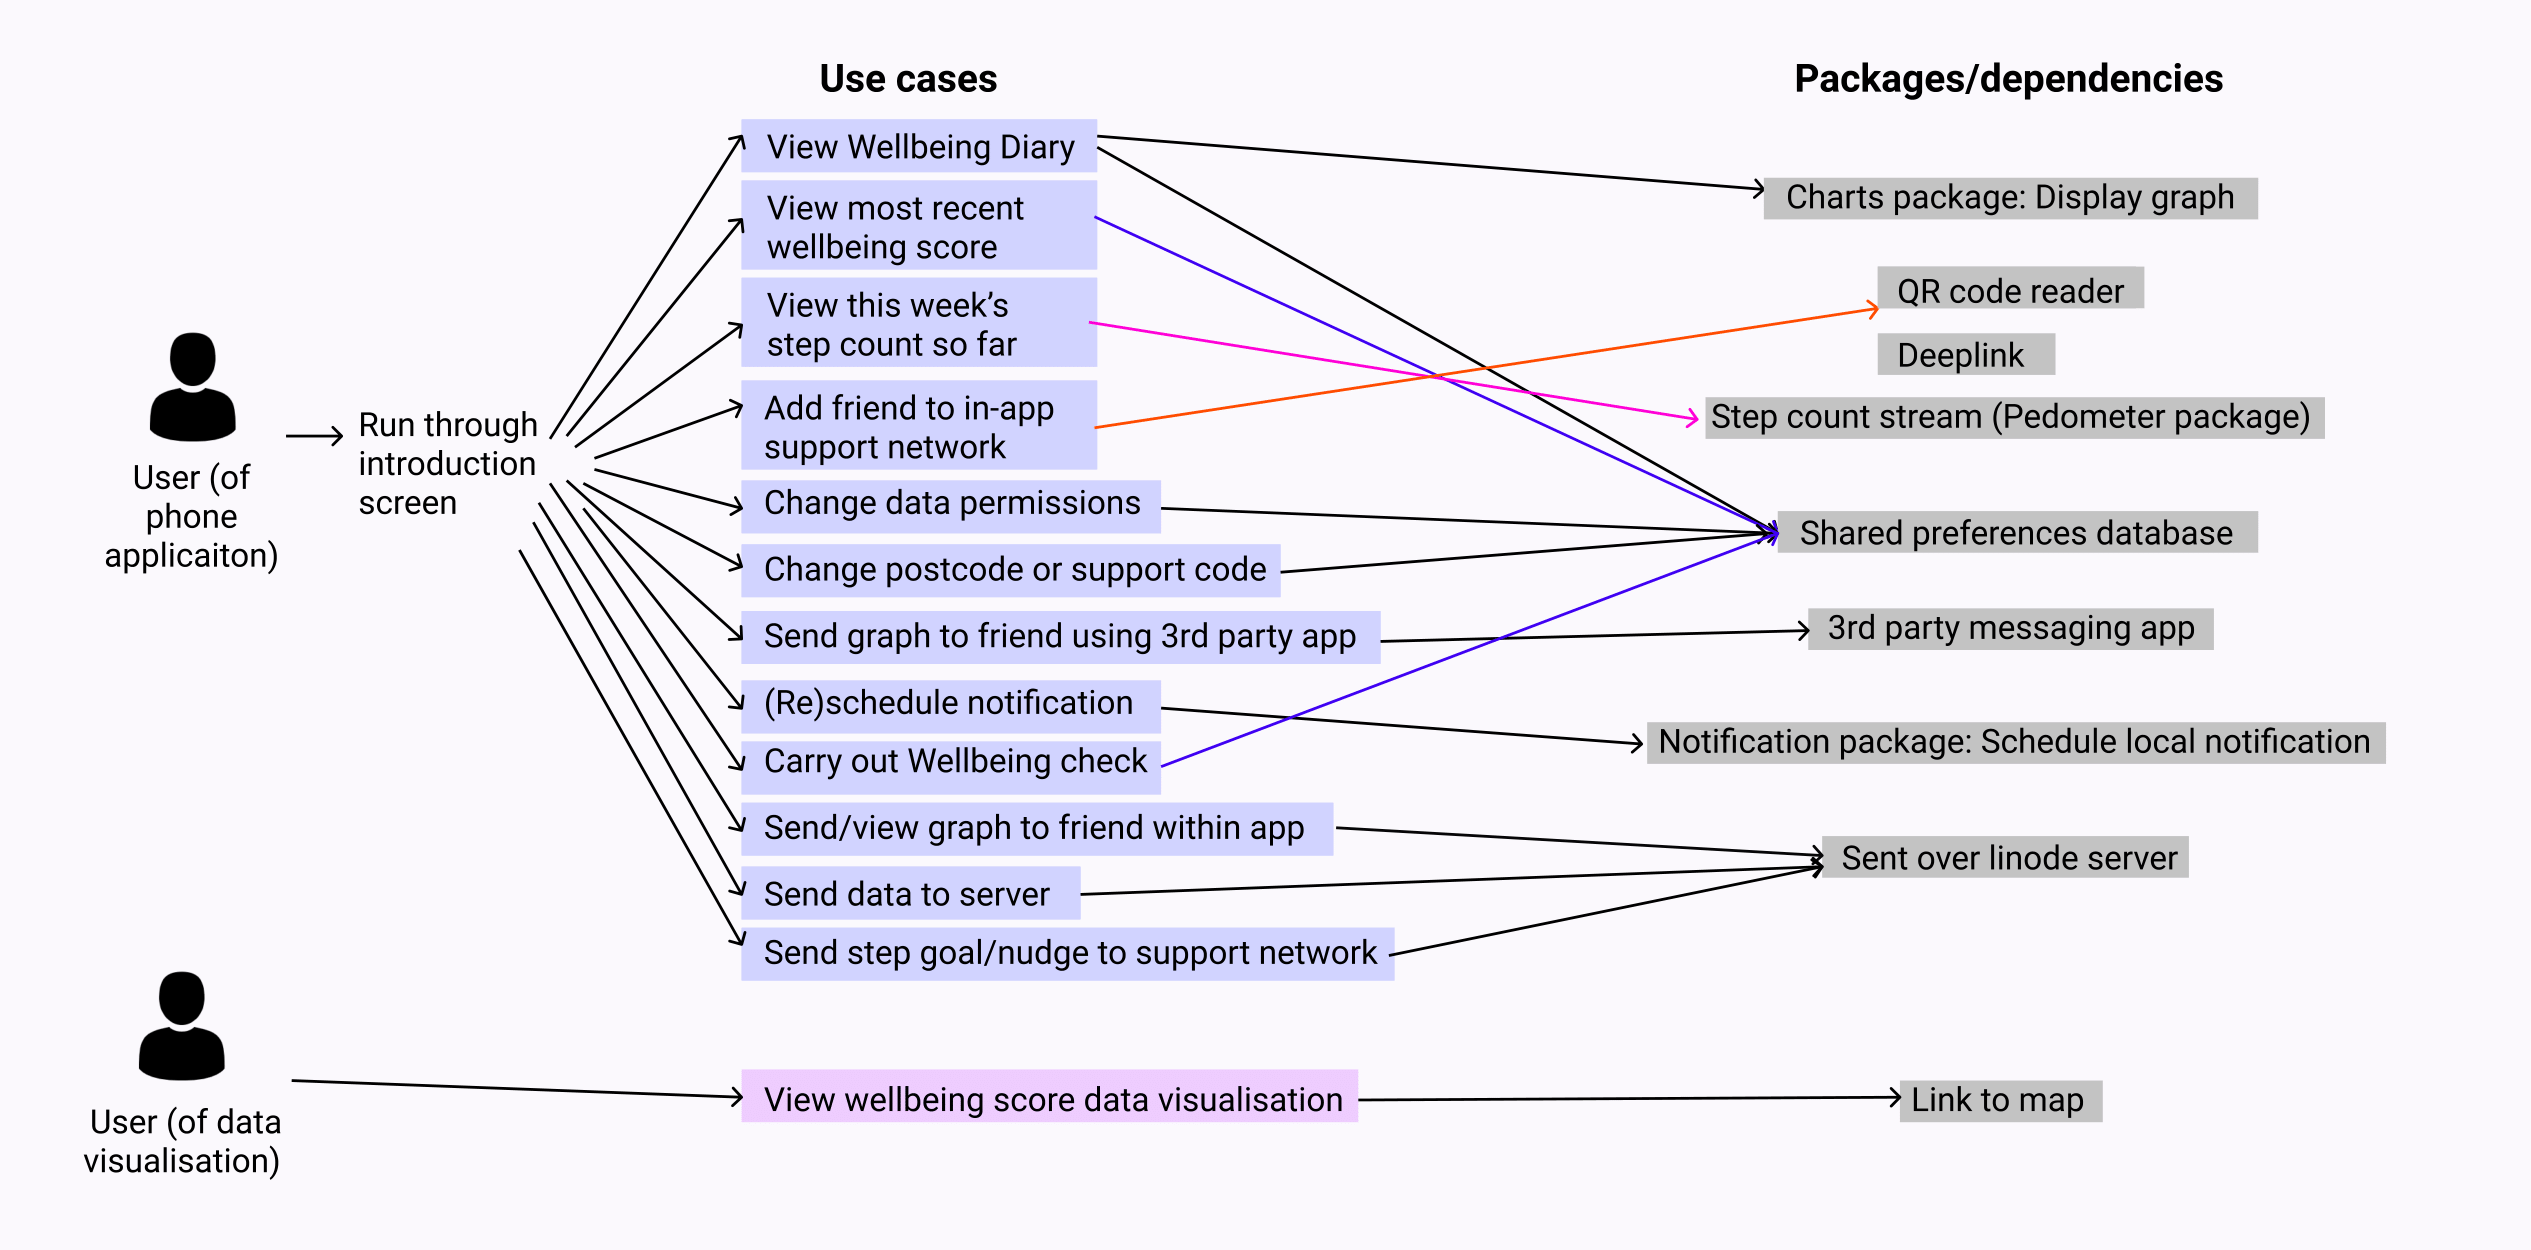 Use cases
Packages/dependencies
User (of
phone
applicaiton)
Run through
introduction
screen
View Wellbeing Diary
View most recent
wellbeing score
View this week’s
step count so far
Add friend to in-app
support network
Change data permissions
Change postcode or support code
Send graph to friend using 3rd party app
(Re)schedule notification
Carry out Wellbeing check
Send/view graph to friend within app
Send data to server
Send step goal/nudge to support network
Charts package: Display graph
QR code reader
Deeplink
Step count stream (Pedometer package)
Shared preferences database
3rd party messaging app
Notification package: Schedule local notification
Sent over linode server
User (of data
visualisation)
View wellbeing score data visualisation
Link to map